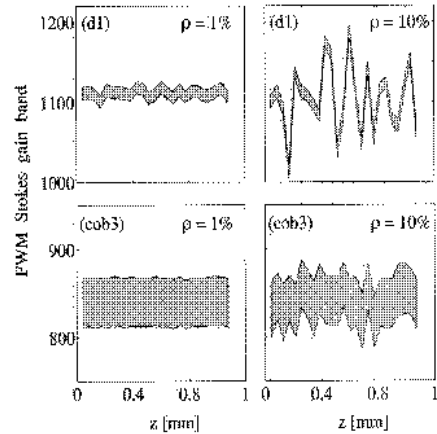 (d1) ρ = 1%
(d1) ρ = 10%
1200
1100
1000
FWM Stokes gain band
(cob3) ρ = 1%
(cob3) ρ = 10%
900
800
0 0.4 0.8 1
0 0.4 0.8 1
z [mm]
z [mm]